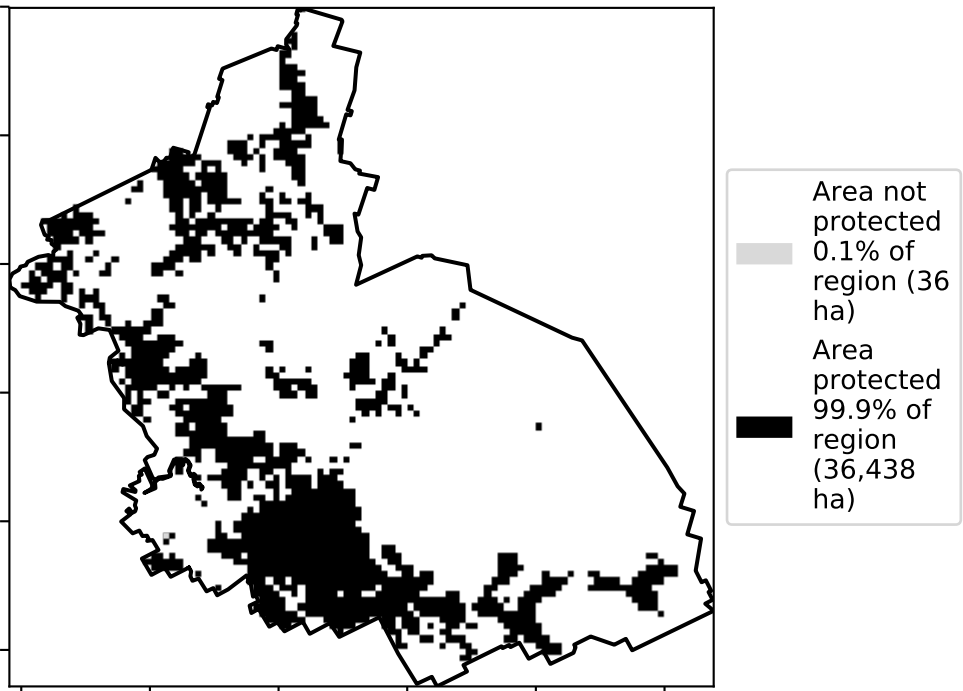 Area not
protected
0.1% of
region (36
ha)
Area
protected
99.9% of
region
(36,438
ha)